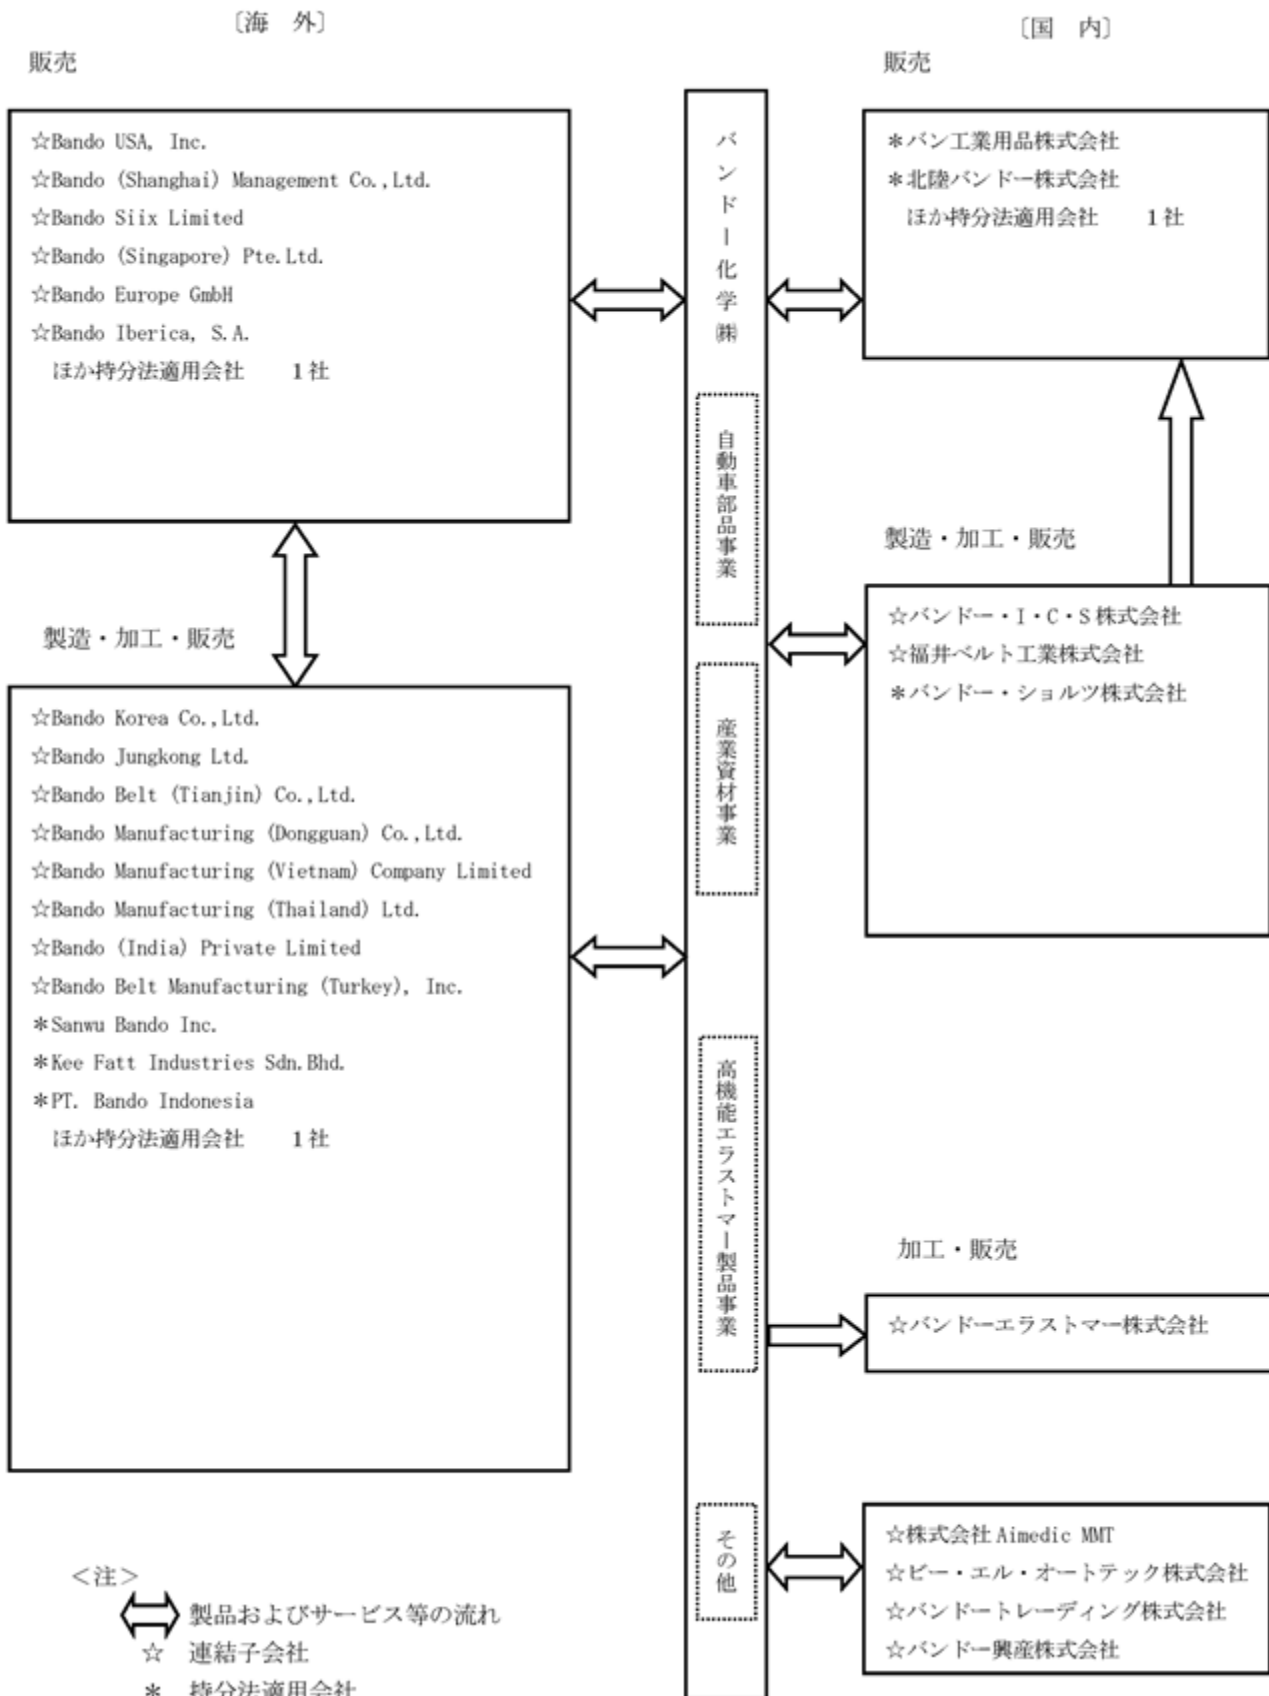 〔海　外〕
販売
☆Bando USA, Inc.
☆Bando (Shanghai) Management Co.,Ltd.
☆Bando Siix Limited
☆Bando (Singapore) Pte.Ltd.
☆Bando Europe GmbH
☆Bando Iberica, S.A.
ほか持分法適用会社　　1社
製造・加工・販売
☆Bando Korea Co.,Ltd.
☆Bando Jungkong Ltd.
☆Bando Belt (Tianjin) Co.,Ltd.
☆Bando Manufacturing (Dongguan) Co.,Ltd.
☆Bando Manufacturing (Vietnam) Company Limited
☆Bando Manufacturing (Thailand) Ltd.
☆Bando (India) Private Limited
☆Bando Belt Manufacturing (Turkey), Inc.
＊Sanwu Bando Inc.
＊Kee Fatt Industries Sdn.Bhd.
＊PT. Bando Indonesia
ほか持分法適用会社　　1社
バンドー化学㈱
自動車部品事業
産業資材事業
高機能エラストマー製品事業
その他
〔国　内〕
販売
＊バン工業用品株式会社
＊北陸バンドー株式会社
ほか持分法適用会社　　1社
製造・加工・販売
☆バンドー・I・C・S株式会社
☆福井ベルト工業株式会社
＊バンドー・ショルツ株式会社
加工・販売
☆バンドーエラストマー株式会社
☆株式会社Aimedic MMT
☆ビー・エル・オートテック株式会社
☆バンドートレーディング株式会社
☆バンドー興産株式会社
＜注＞
製品およびサービス等の流れ
☆　連結子会社
＊　持分法適用会社